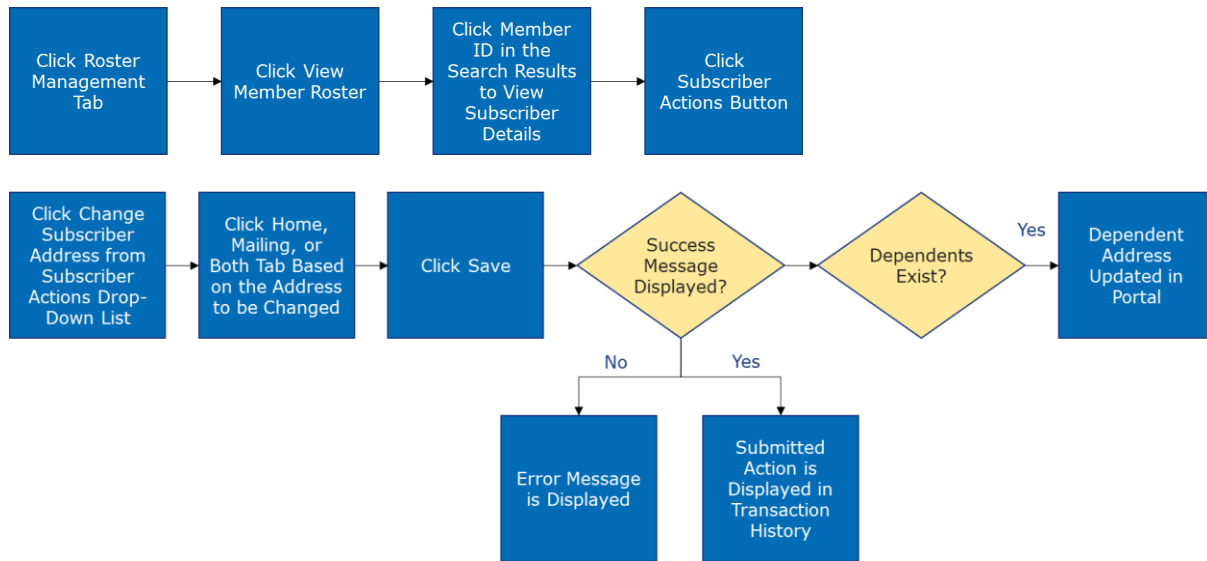 Click Roster
Management
Tab
Click View
Member Roster
Click Member
ID in the
Search Results
to View
Subscriber
Details
Click
Subscriber
Actions Button
Click Change
Subscriber
Address from
Subscriber
Actions Drop-
Down List
Click Home,
Mailing, or
Both Tab Based
on the Address
to be Changed
Click Save
Success
Message
Displayed?
Dependents
Exist?
Yes
Dependent
Address
Updated in
Portal
No
Yes
Error Message
is Displayed
Submitted
Action is
Displayed in
Transaction
History